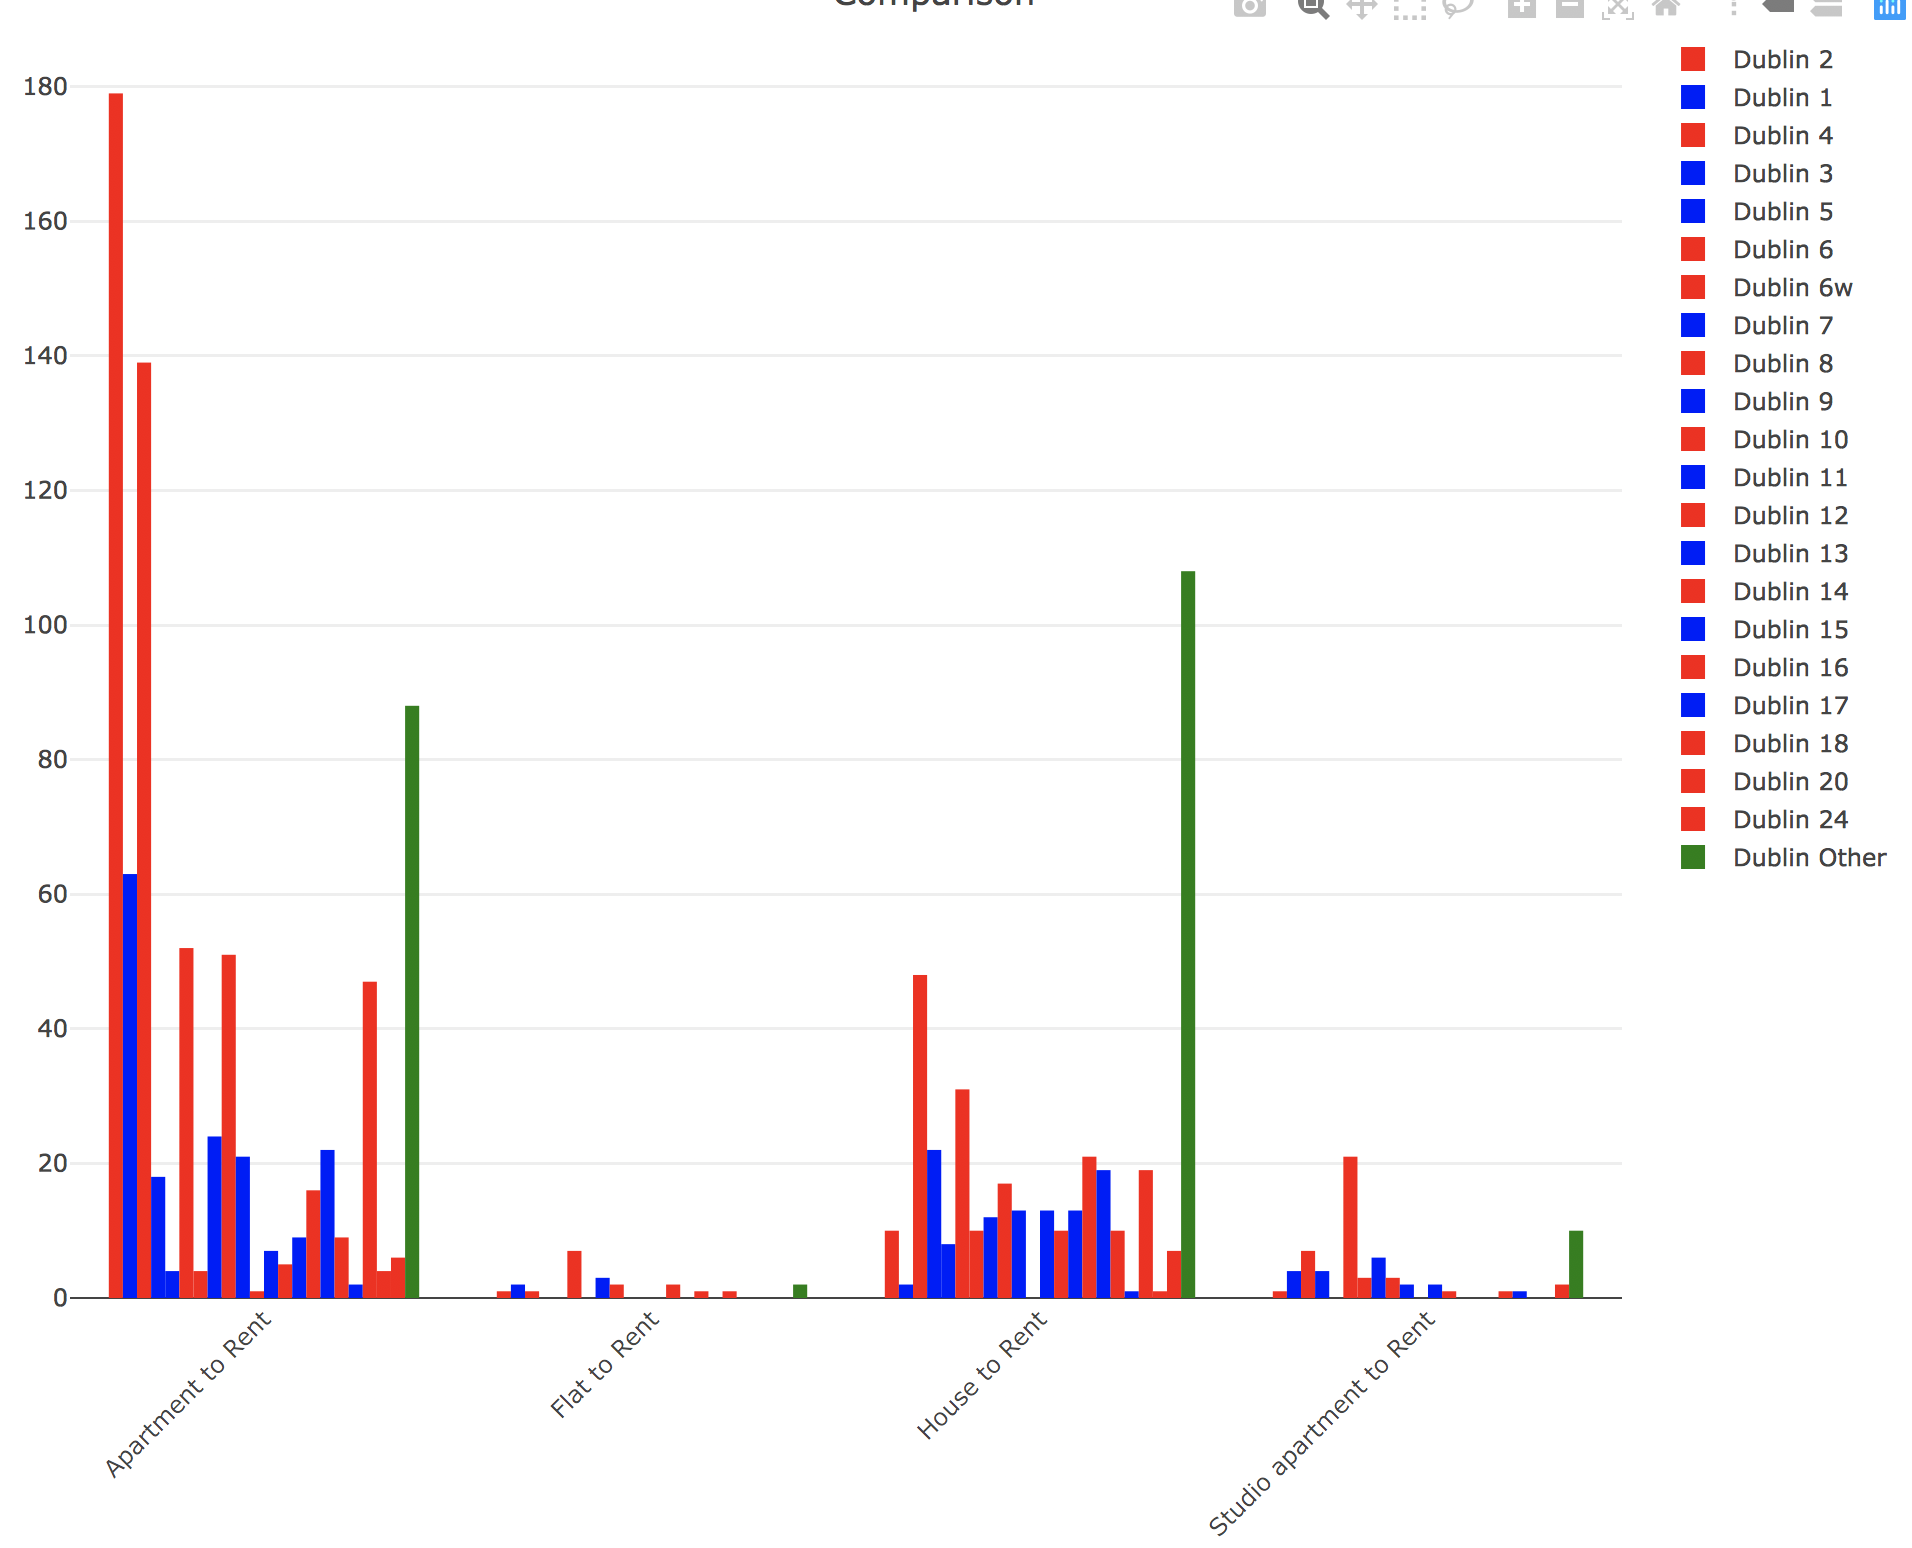 Comparison
180
160
140
120
100
80
60
40
20
0
Apartment to Rent
Flat to Rent
House to Rent
Studio apartment to Rent
Dublin 2
Dublin 1
Dublin 4
Dublin 3
Dublin 5
Dublin 6
Dublin 6w
Dublin 7
Dublin 8
Dublin 9
Dublin 10
Dublin 11
Dublin 12
Dublin 13
Dublin 14
Dublin 15
Dublin 16
Dublin 17
Dublin 18
Dublin 20
Dublin 24
Dublin Other